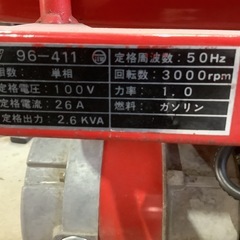 96-411
定格周波数: 50Hz
相数: 単相
回転数: 3000rpm
定格電圧: 100V
力率: 1.0
定格電流: 26A
燃料: ガソリン
定格出力: 2.6KVA